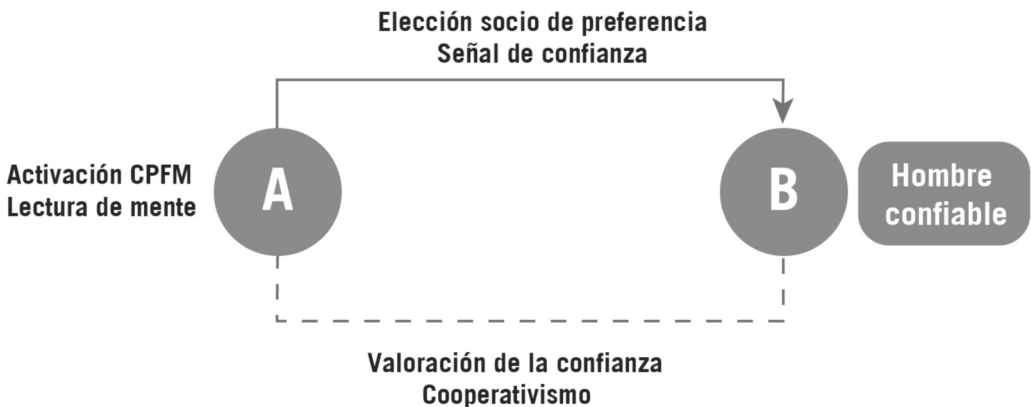 Elección socio de preferencia
Señal de confianza
Activación CPFM
Lectura de mente
A
B
Hombre
confiable
Valoración de la confianza
Cooperativismo